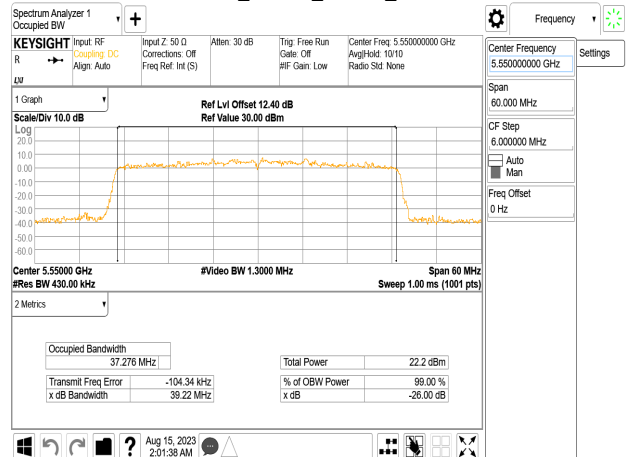 Spectrum Analyzer 1
Occupied BW
Frequency
KEYSIGHT
R
Input: RF
Coupling: DC
Align: Auto
Input Z: 50 Ω
Corrections: Off
Freq Ref: Int (S)
Atten: 30 dB
Trig: Free Run
Gate: Off
#IF Gain: Low
Center Freq: 5.550000000 GHz
Avg|Hold: 10/10
Radio Std: None
Center Frequency
5.550000000 GHz
Settings
Span
60.000 MHz
CF Step
6.000000 MHz
Auto
Man
Freq Offset
0 Hz
1 Graph
Scale/Div 10.0 dB
Ref Lvl Offset 12.40 dB
Ref Value 30.00 dBm
Log
20.0
10.0
0.00
-10.0
-20.0
-30.0
-40.0
-50.0
-60.0
Center 5.55000 GHz
#Video BW 1.3000 MHz
Span 60 MHz
#Res BW 430.00 kHz
Sweep 1.00 ms (1001 pts)
2 Metrics
Occupied Bandwidth
37.276 MHz
Total Power 22.2 dBm
Transmit Freq Error -104.34 kHz
% of OBW Power 99.00 %
x dB Bandwidth 39.22 MHz
x dB -26.00 dB
?
Aug 15, 2023
2:01:38 AM